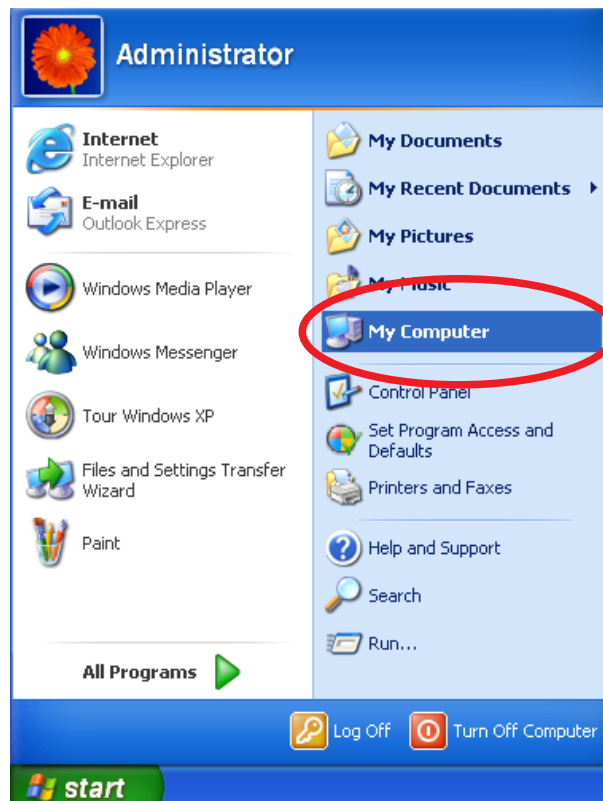 Administrator
Internet
Internet Explorer
E-mail
Outlook Express
Windows Media Player
Windows Messenger
Tour Windows XP
Files and Settings Transfer
Wizard
Paint
All Programs
My Documents
My Recent Documents
My Pictures
My Music
My Computer
Control Panel
Set Program Access and
Defaults
Printers and Faxes
Help and Support
Search
Run...
Log Off
Turn Off Computer
start